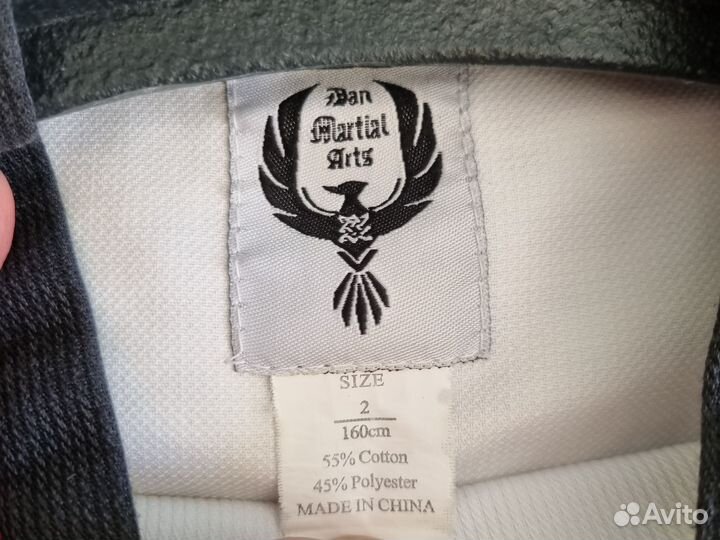 Dan
Martial
Arts
SIZE
2
160cm
55% Cotton
45% Polyester
MADE IN CHINA
Avito